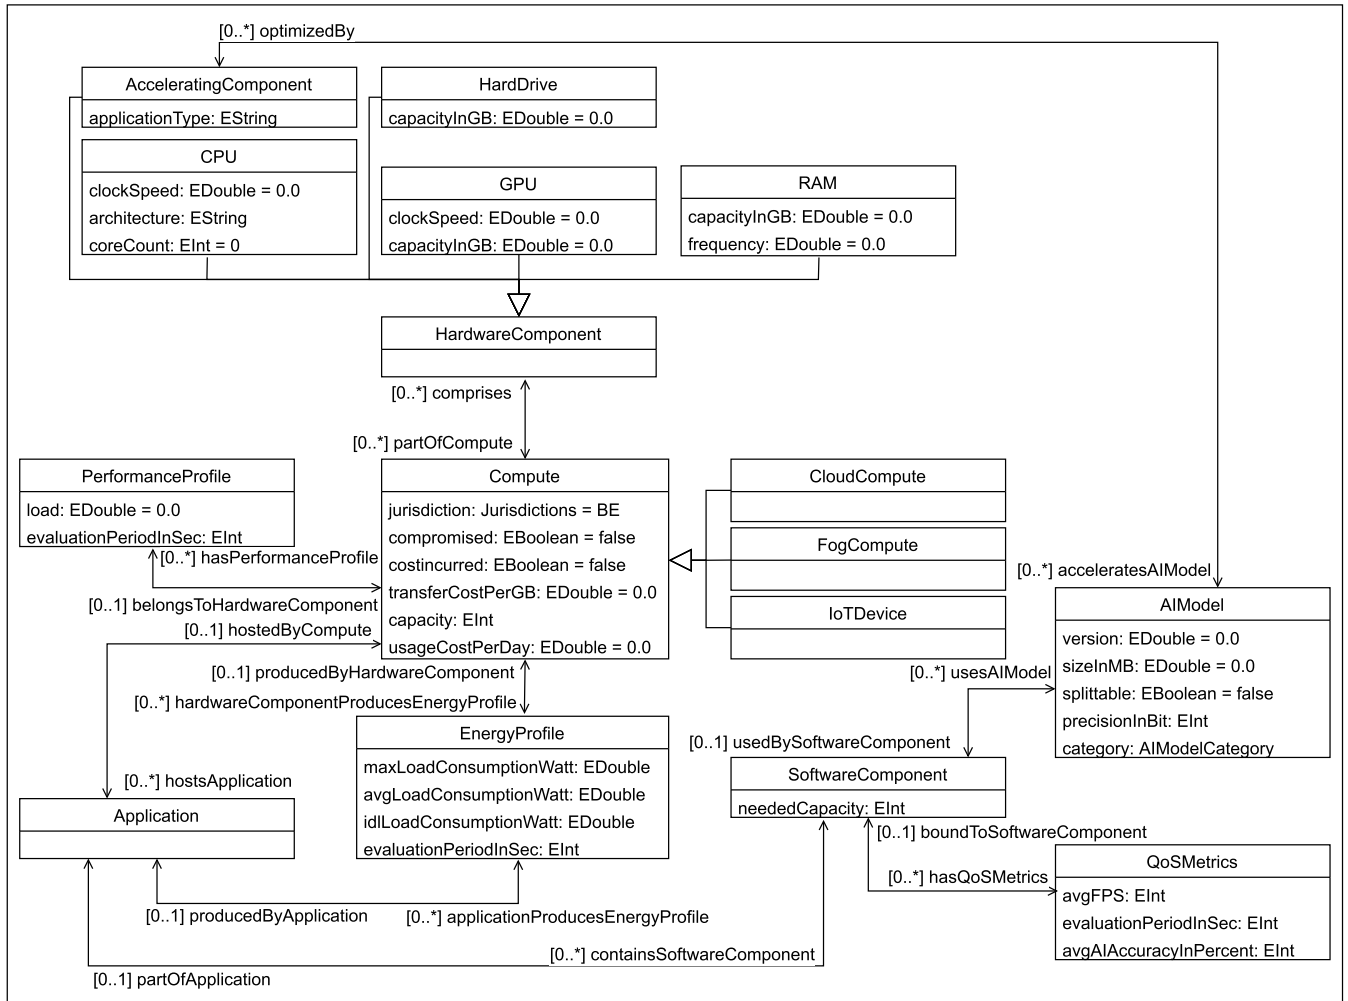 [0..*] optimizedBy
AcceleratingComponent
applicationType: EString
HardDrive
capacityInGB: EDouble = 0.0
CPU
clockSpeed: EDouble = 0.0
architecture: EString
coreCount: EInt = 0
GPU
clockSpeed: EDouble = 0.0
capacityInGB: EDouble = 0.0
RAM
capacityInGB: EDouble = 0.0
frequency: EDouble = 0.0
HardwareComponent
[0..*] comprises
[0..*] partOfCompute
PerformanceProfile
load: EDouble = 0.0
evaluationPeriodInSec: EInt
Compute
jurisdiction: Jurisdictions = BE
compromised: EBoolean = false
costincurred: EBoolean = false
transferCostPerGB: EDouble = 0.0
capacity: EInt
usageCostPerDay: EDouble = 0.0
CloudCompute
FogCompute
IoTDevice
[0..*] hasPerformanceProfile
[0..1] belongsToHardwareComponent
[0..1] hostedByCompute
[0..*] acceleratesAIModel
AIModel
version: EDouble = 0.0
sizeInMB: EDouble = 0.0
splittable: EBoolean = false
precisionInBit: EInt
category: AIModelCategory
[0..1] producedByHardwareComponent
[0..*] hardwareComponentProducesEnergyProfile
[0..*] usesAIModel
[0..1] usedBySoftwareComponent
EnergyProfile
maxLoadConsumptionWatt: EDouble
avgLoadConsumptionWatt: EDouble
idlLoadConsumptionWatt: EDouble
evaluationPeriodInSec: EInt
SoftwareComponent
neededCapacity: EInt
[0..*] hostsApplication
Application
[0..1] boundToSoftwareComponent
[0..*] hasQoSMetrics
QoSMetrics
avgFPS: EInt
evaluationPeriodInSec: EInt
avgAIAccuracyInPercent: EInt
[0..1] producedByApplication
[0..*] applicationProducesEnergyProfile
[0..*] containsSoftwareComponent
[0..1] partOfApplication